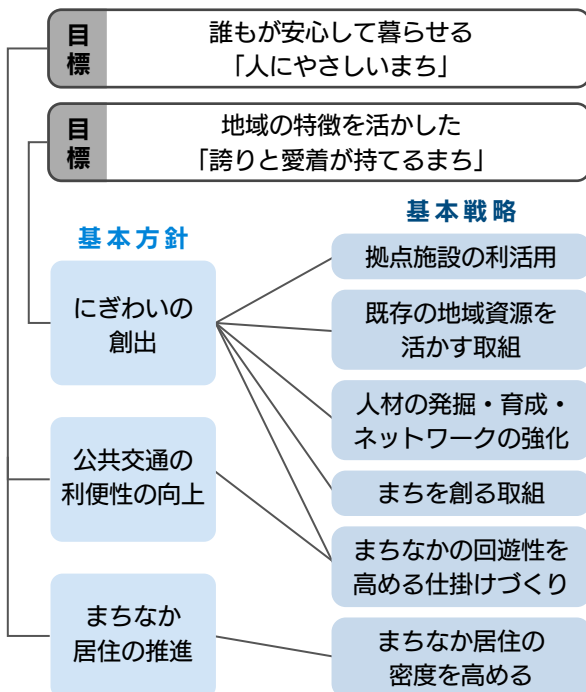 目標
誰もが安心して暮らせる
「人にやさしいまち」
目標
地域の特徴を活かした
「誇りと愛着が持てるまち」
基本方針
にぎわいの
創出
公共交通の
利便性の向上
まちなか
居住の推進
基本戦略
拠点施設の利活用
既存の地域資源を
活かす取組
人材の発掘・育成・
ネットワークの強化
まちを創る取組
まちなかの回遊性を
高める仕掛けづくり
まちなか居住の
密度を高める